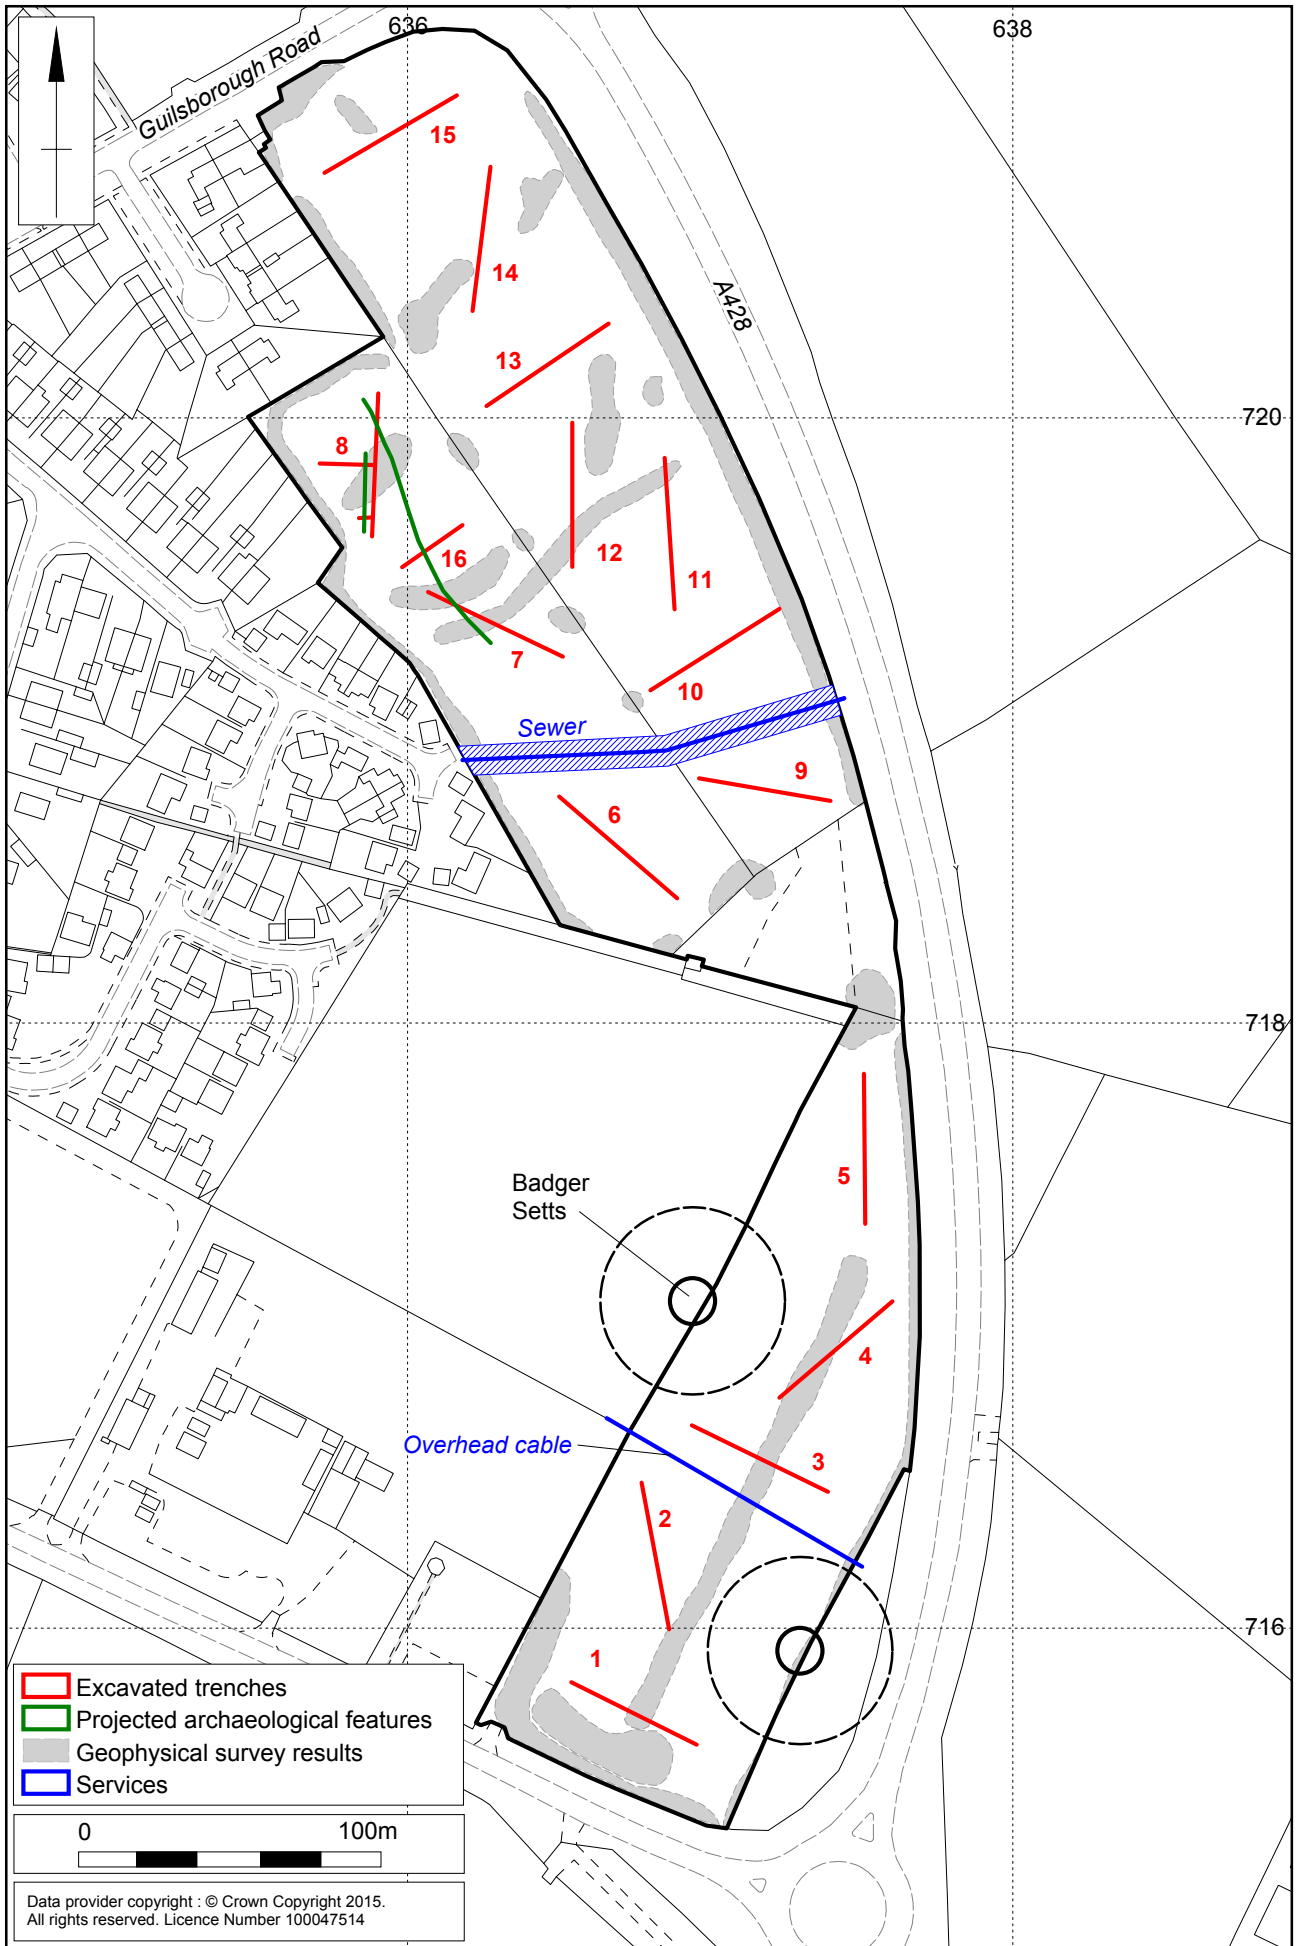 636
638
Guilsborough Road
15
14
A428
13
720
8
12
16
11
7
10
Sewer
9
6
718
5
Badger
Setts
4
Overhead cable
3
2
716
1
Excavated trenches
Projected archaeological features
Geophysical survey results
Services
0 100m
Data provider copyright : © Crown Copyright 2015.
All rights reserved. Licence Number 100047514